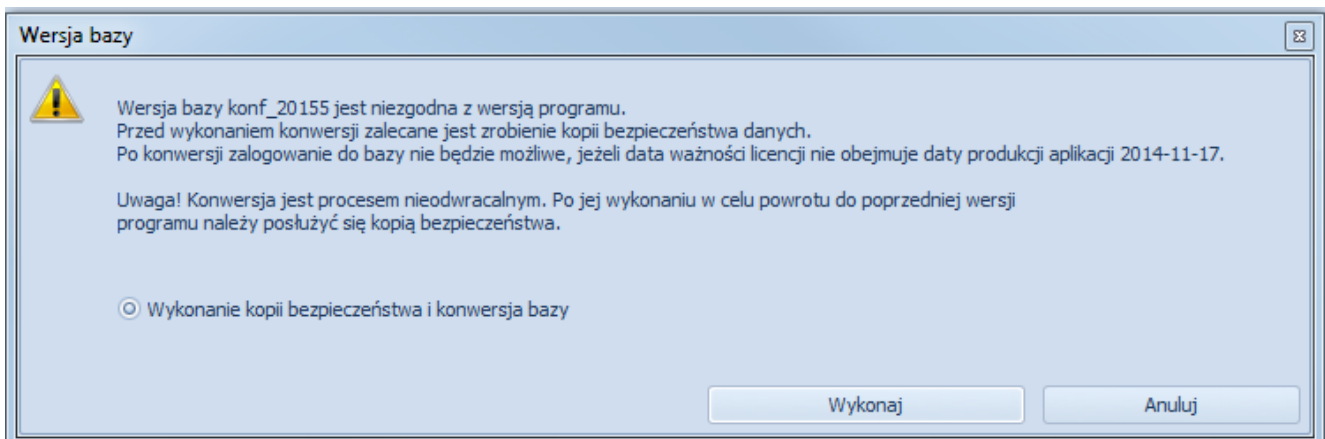 Wersja bazy
Wersja bazy konf_20155 jest niezgodna z wersją programu.
Przed wykonaniem konwersji zalecane jest zrobienie kopii bezpieczeństwa danych.
Po konwersji zalogowanie do bazy nie będzie możliwe, jeżeli data ważności licencji nie obejmuje daty produkcji aplikacji 2014-11-17.
Uwaga! Konwersja jest procesem nieodwracalnym. Po jej wykonaniu w celu powrotu do poprzedniej wersji
programu należy posłużyć się kopią bezpieczeństwa.
Wykonanie kopii bezpieczeństwa i konwersja bazy
Wykonaj
Anuluj